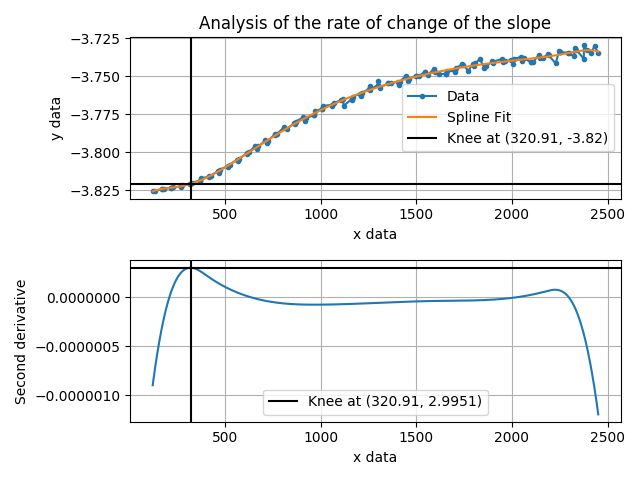 Analysis of the rate of change of the slope
−3.725
−3.750
−3.775
−3.800
−3.825
y data
Data
Spline Fit
Knee at (320.91, -3.82)
500
1000
1500
2000
2500
x data
0.0000000
−0.0000005
−0.0000010
Second derivative
Knee at (320.91, 2.9951)
500
1000
1500
2000
2500
x data